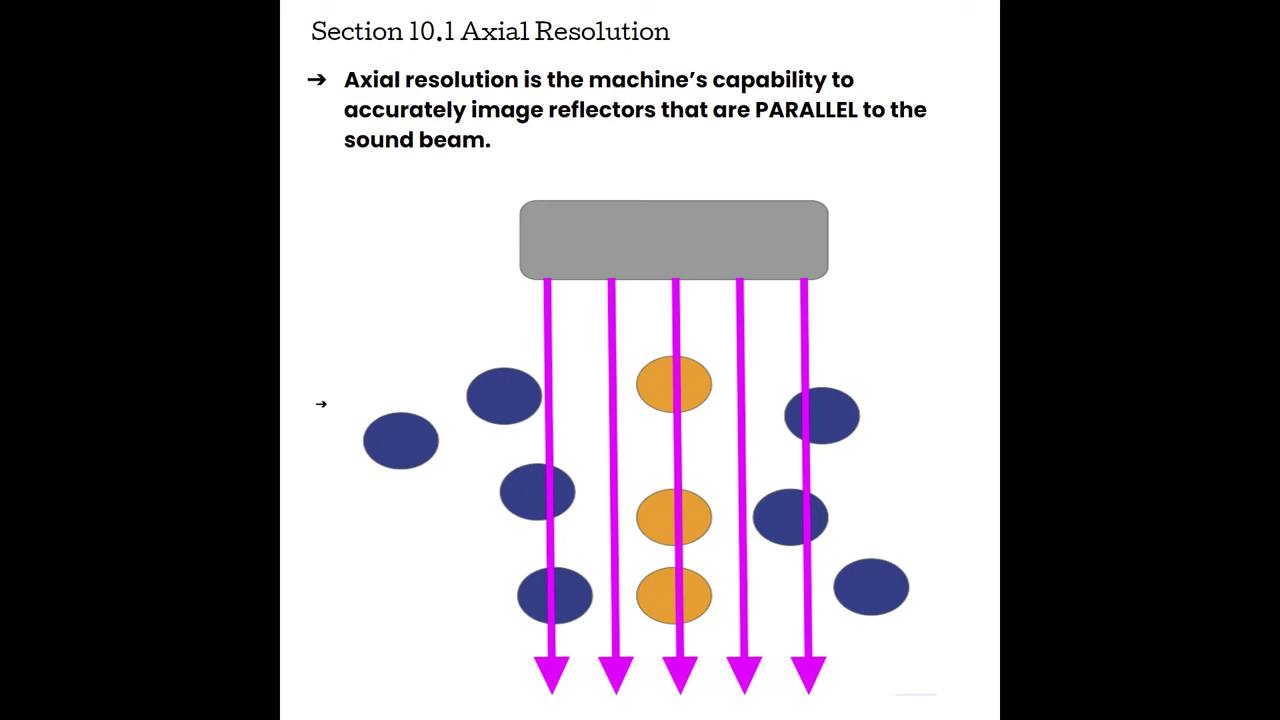 Section 10.1 Axial Resolution
➔ Axial resolution is the machine’s capability to
accurately image reflectors that are PARALLEL to the
sound beam.
➔